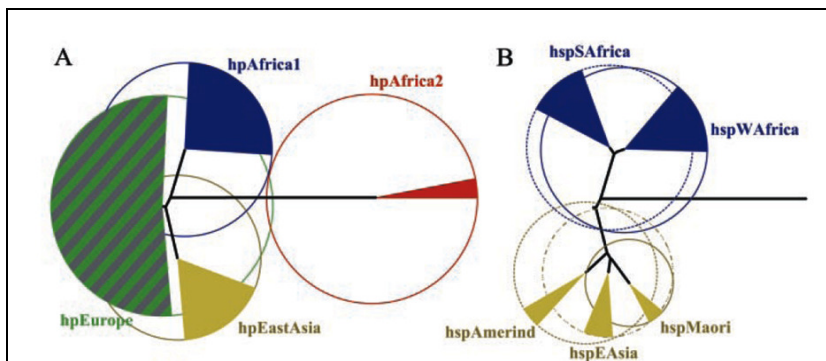 A
hpAfrica1
hpAfrica2
hpEurope
hpEastAsia
B
hspSAfrica
hspWAfrica
hspAmerind
hspEAsia
hspMaori